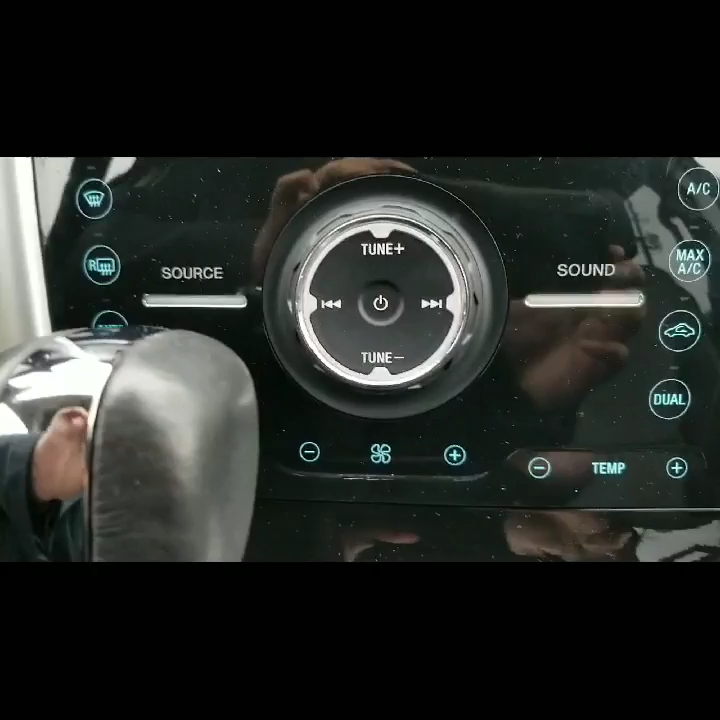 A/C
R
SOURCE
TUNE+
SOUND
MAX
A/C
TUNE−
DUAL
−
+
−
TEMP
+